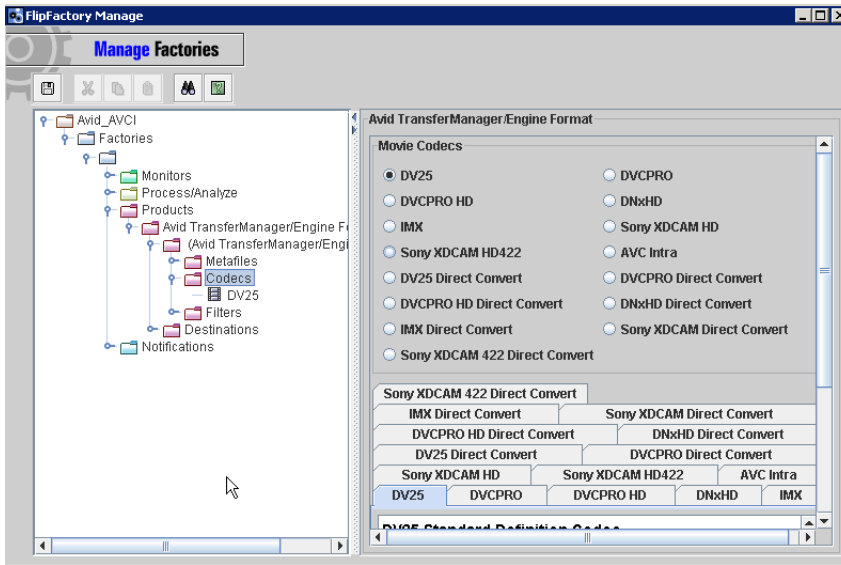 FlipFactory Manage
Manage Factories
Avid_AVCI
Factories
Monitors
Process/Analyze
Products
Avid TransferManager/Engine F
(Avid TransferManager/Engi
Metafiles
Codecs
DV25
Filters
Destinations
Notifications
Avid TransferManager/Engine Format
Movie Codecs
DV25 DVCPRO
DVCPRO HD DNxHD
IMX Sony XDCAM HD
Sony XDCAM HD422 AVC Intra
DV25 Direct Convert DVCPRO Direct Convert
DVCPRO HD Direct Convert DNxHD Direct Convert
IMX Direct Convert Sony XDCAM Direct Convert
Sony XDCAM 422 Direct Convert
Sony XDCAM 422 Direct Convert
IMX Direct Convert Sony XDCAM Direct Convert
DVCPRO HD Direct Convert DNxHD Direct Convert
DV25 Direct Convert DVCPRO Direct Convert
Sony XDCAM HD Sony XDCAM HD422 AVC Intra
DV25 DVCPRO DVCPRO HD DNxHD IMX
DV25 Standard Definition Codec